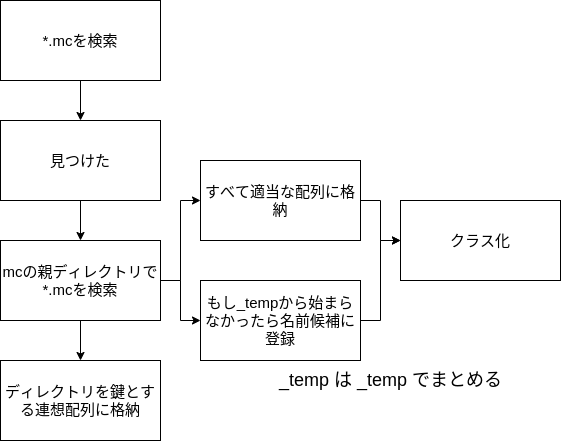 *.mcを検索
見つけた
mcの親ディレクトリで
*.mcを検索
ディレクトリを鍵とす
る連想配列に格納
すべて適当な配列に格
納
もし_tempから始まら
なかったら名前候補に
登録
クラス化
_temp は _temp でまとめる